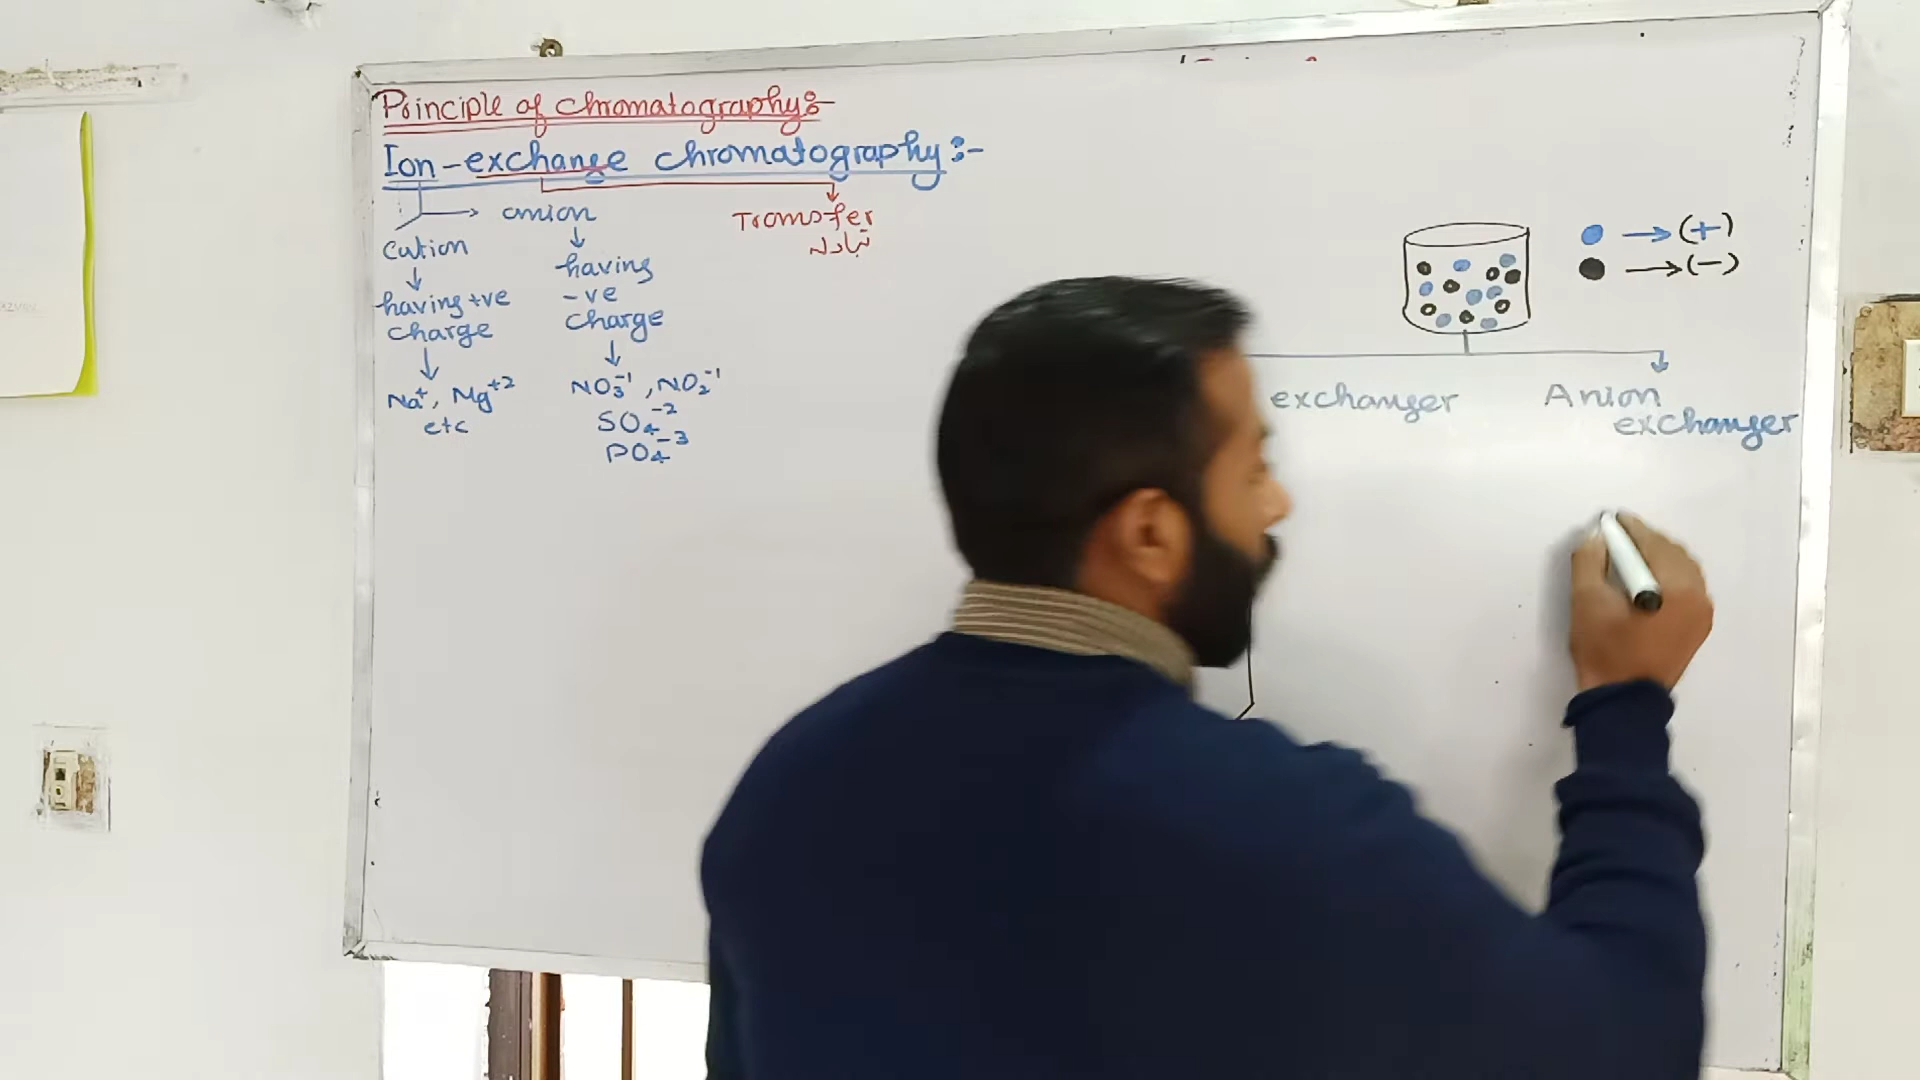 Principle of chromatography:-
Ion-exchange chromatography:-
anion
Transfer
تبادلہ
Cation
having
-ve
charge
having +ve
charge
NO₃⁻¹, NO₂⁻¹
SO₄⁻²
PO₄⁻³
Na⁺, Mg⁺²
etc
→(+)
→(-)
exchanger
Anion
exchanger